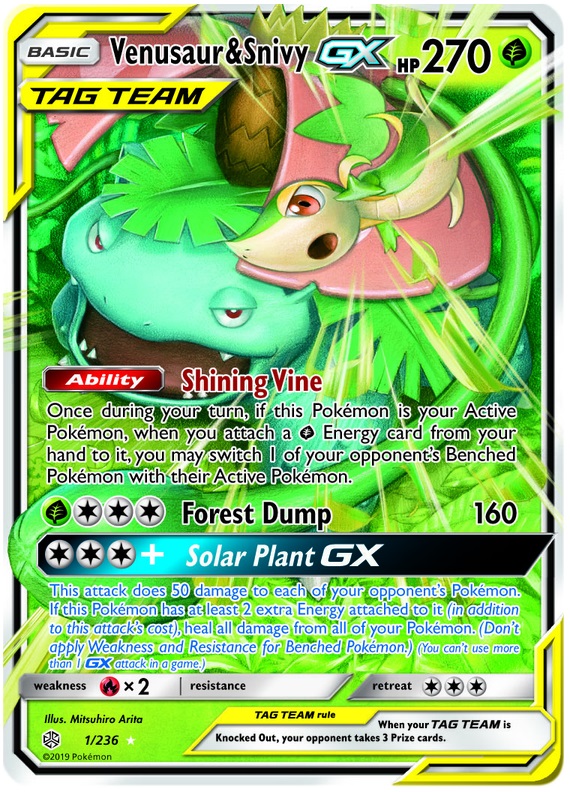 BASIC Venusaur&Snivy GX HP270
TAG TEAM
Ability Shining Vine
Once during your turn, if this Pokémon is your Active
Pokémon, when you attach a Energy card from your
hand to it, you may switch 1 of your opponent's Benched
Pokémon with their Active Pokémon.
Forest Dump 160
+ Solar Plant GX
This attack does 50 damage to each of your opponent's Pokémon.
If this Pokémon has at least 2 extra Energy attached to it (in addition
to this attack's cost), heal all damage from all of your Pokémon. (Don't
apply Weakness and Resistance for Benched Pokémon.) (You can't use more
than 1 GX attack in a game.)
weakness ×2 resistance retreat
Illus. Mitsuhiro Arita
1/236
©2019 Pokémon
TAG TEAM rule
When your TAG TEAM is
Knocked Out, your opponent takes 3 Prize cards.